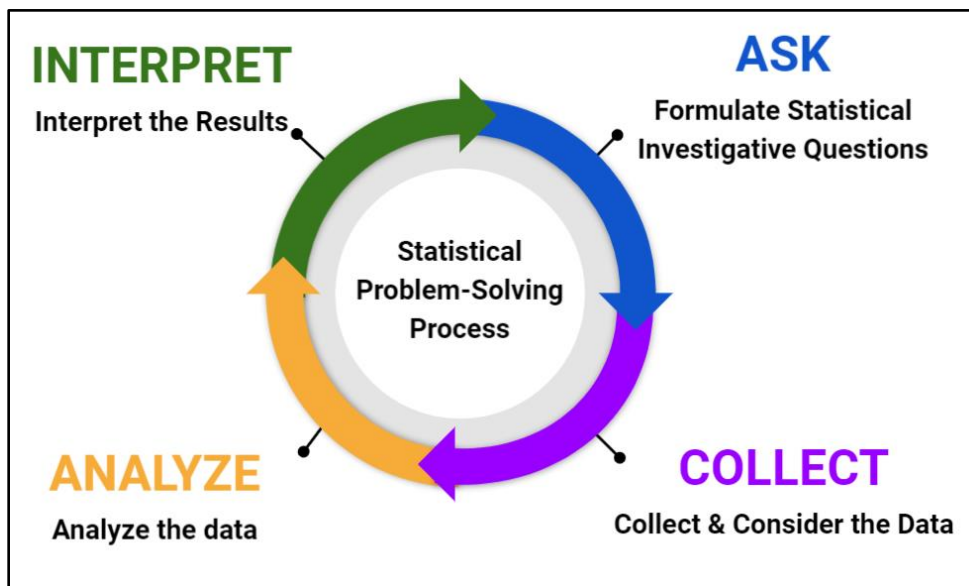 INTERPRET
Interpret the Results
ASK
Formulate Statistical
Investigative Questions
Statistical
Problem-Solving
Process
ANALYZE
Analyze the data
COLLECT
Collect & Consider the Data